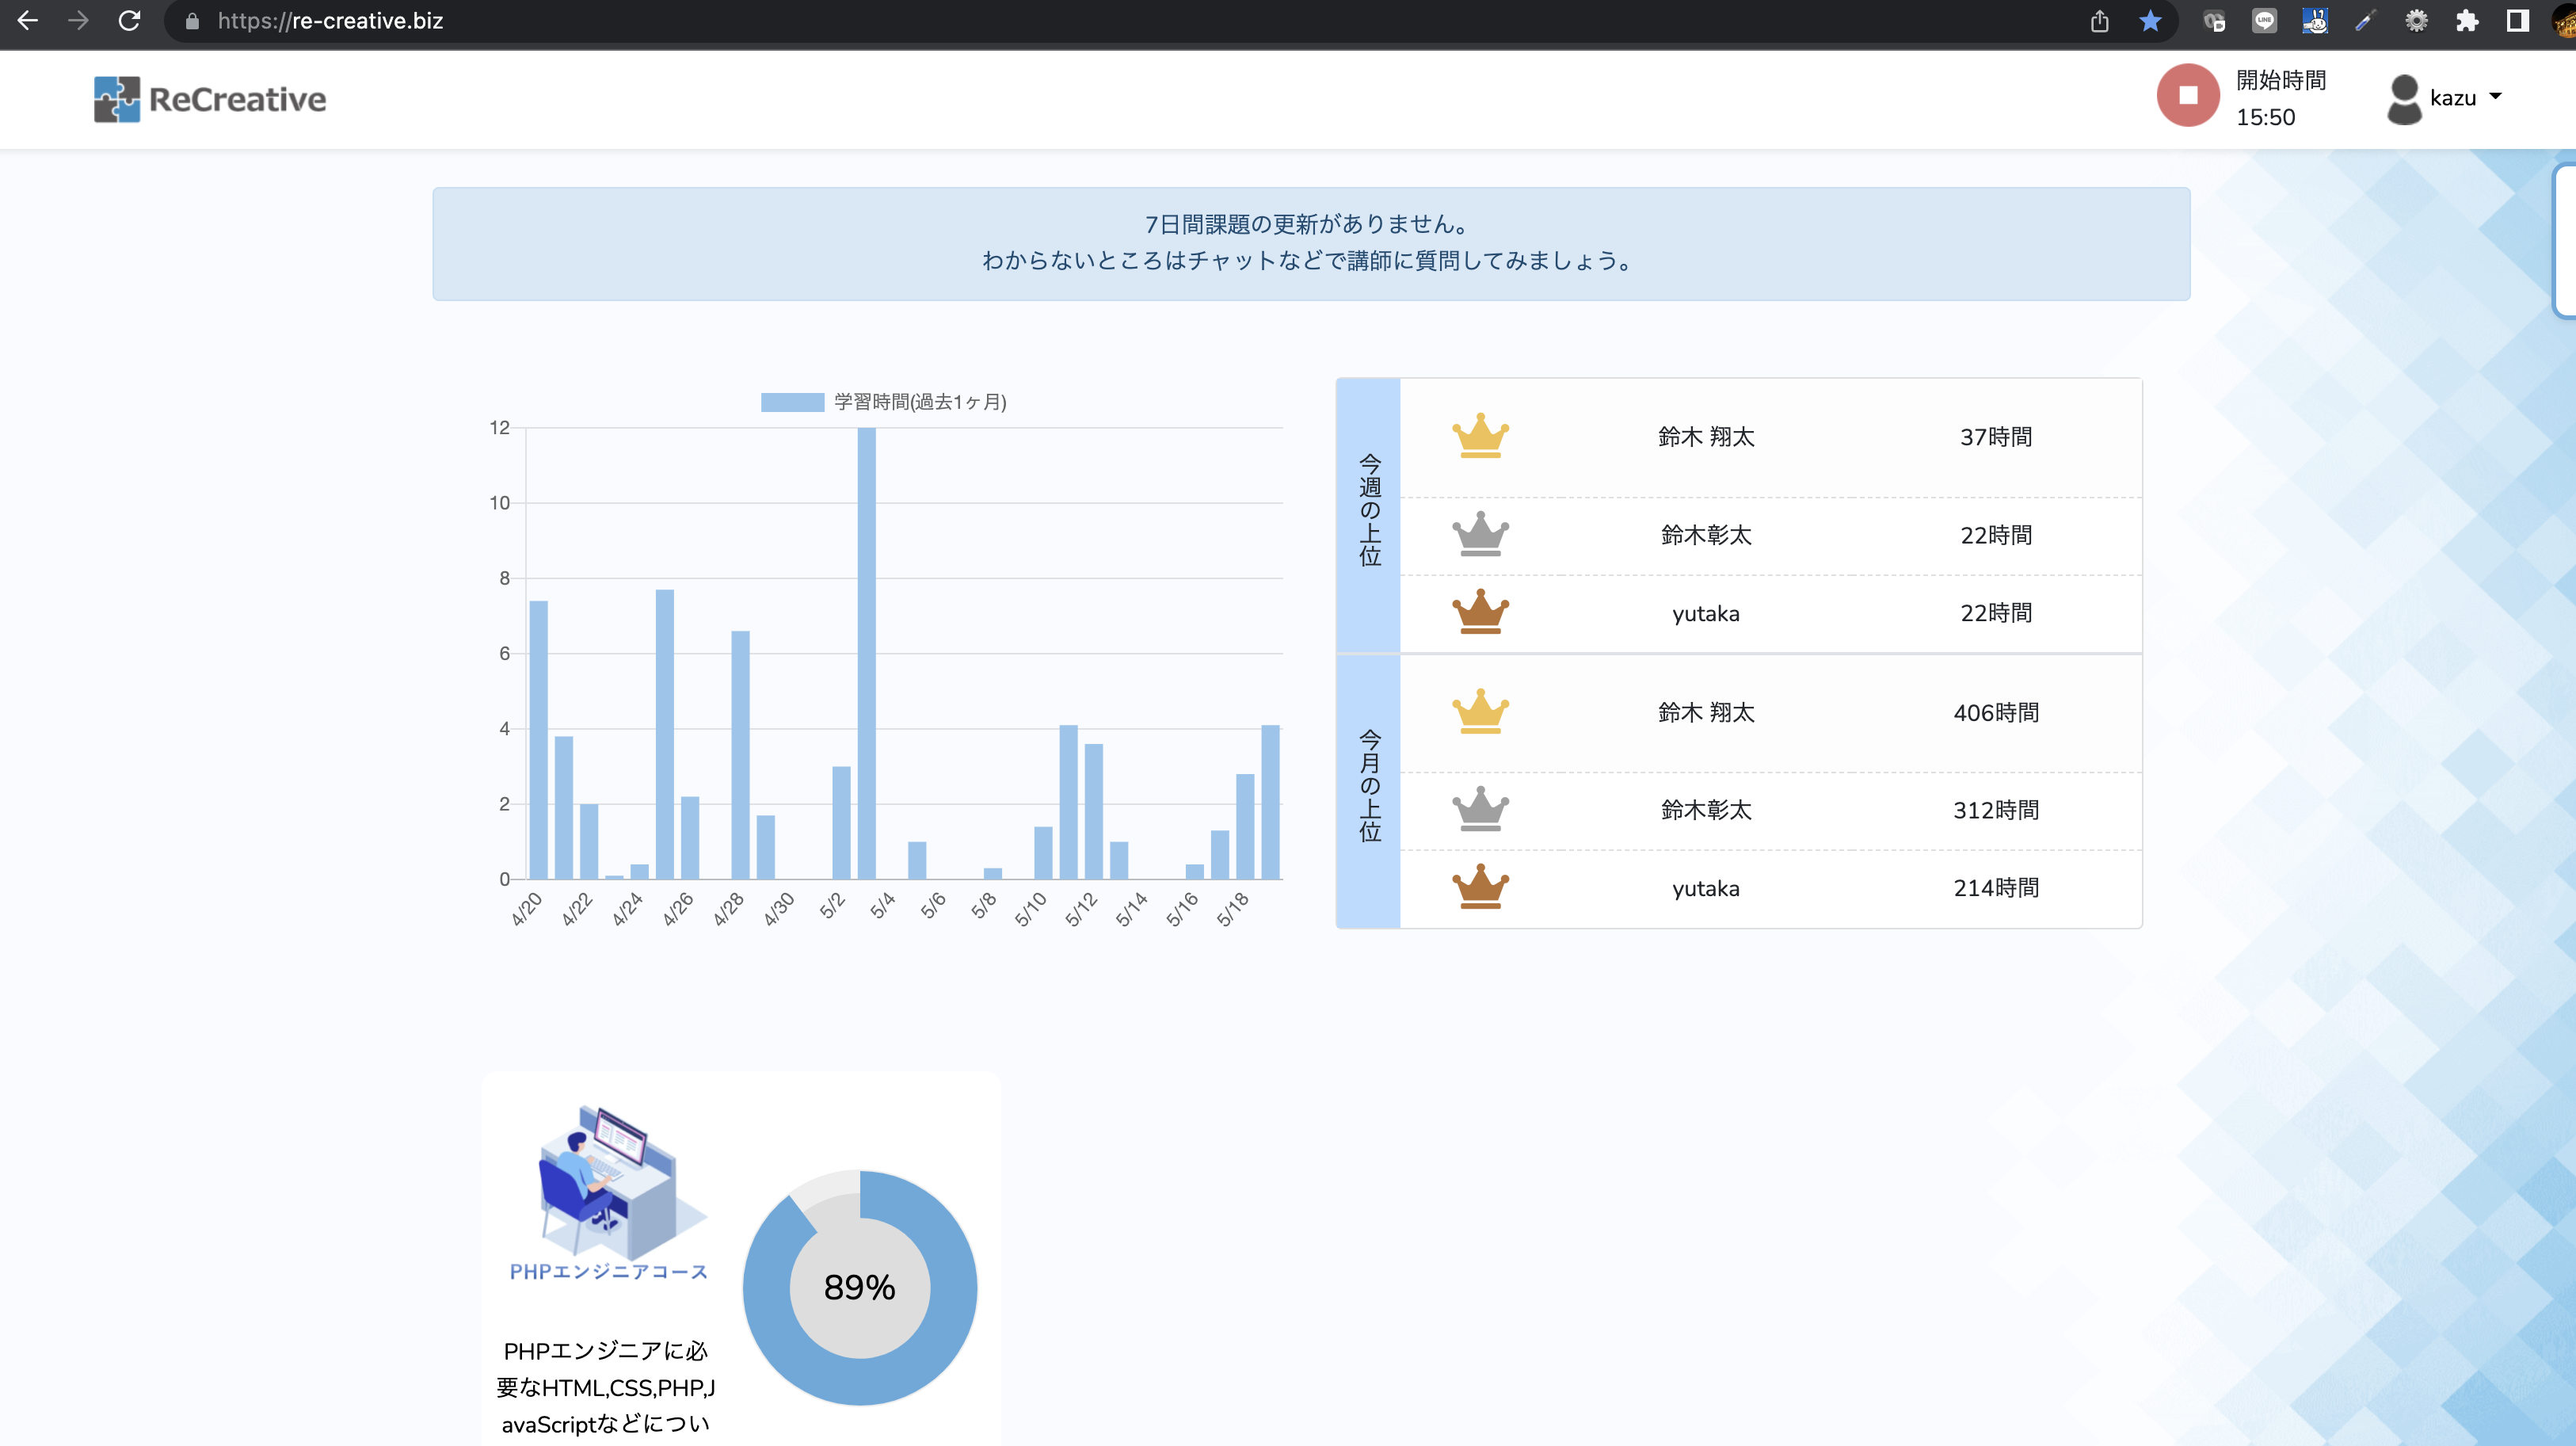 https://re-creative.biz
ReCreative
開始時間
15:50
kazu
7日間課題の更新がありません。
わからないところはチャットなどで講師に質問してみましょう。
学習時間(過去1ヶ月)
12
10
8
6
4
2
0
4/20
4/22
4/24
4/26
4/28
4/30
5/2
5/4
5/6
5/8
5/10
5/12
5/14
5/16
5/18
今週の上位
鈴木 翔太 37時間
鈴木彰太 22時間
yutaka 22時間
今月の上位
鈴木 翔太 406時間
鈴木彰太 312時間
yutaka 214時間
PHPエンジニアコース
89%
PHPエンジニアに必
要なHTML,CSS,PHP,J
avaScriptなどについ